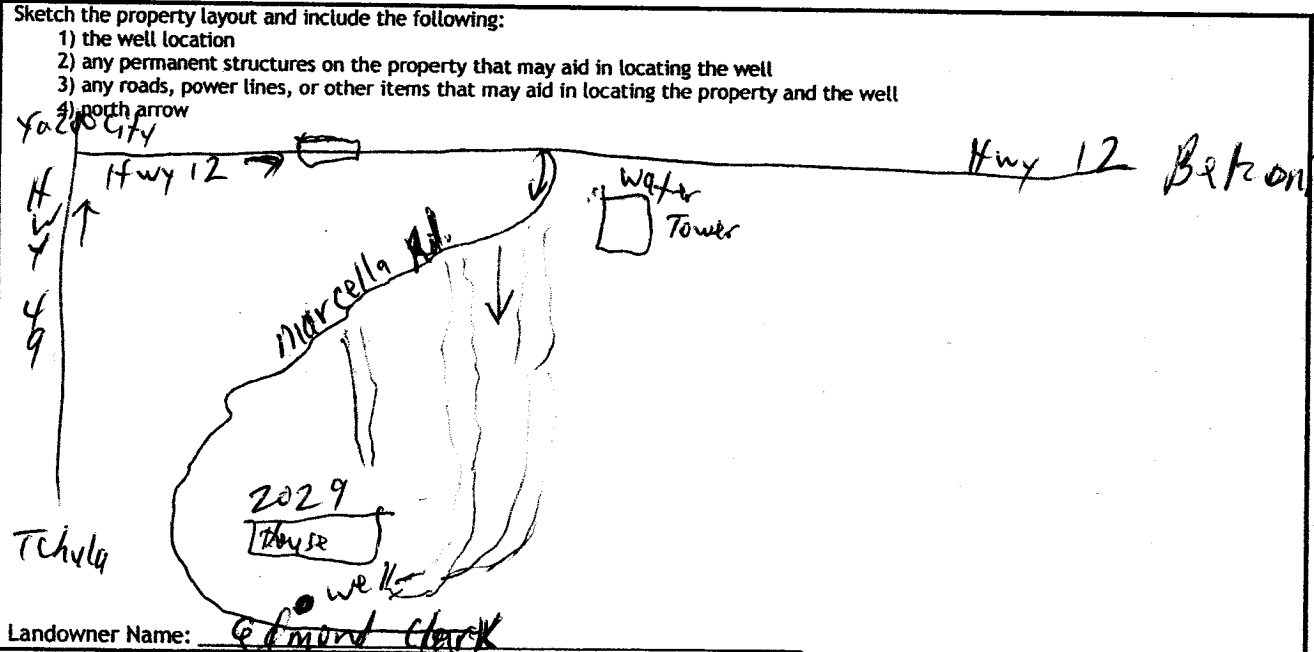 Sketch the property layout and include the following:
1) the well location
2) any permanent structures on the property that may aid in locating the well
3) any roads, power lines, or other items that may aid in locating the property and the well
4) north arrow
Yazoo City
Hwy 12
Hwy 12
HWY 49
Water
Tower
Marcella Rd.
2029
House
Tchula
well
Landowner Name: Edmond Clark